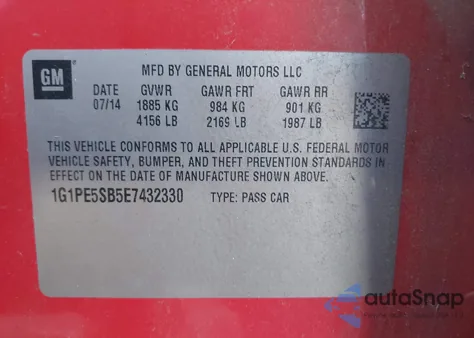 GM
MFD BY GENERAL MOTORS LLC
DATE GVWR GAWR FRT GAWR RR
07/14 1885 KG 984 KG 901 KG
4156 LB 2169 LB 1987 LB
THIS VEHICLE CONFORMS TO ALL APPLICABLE U.S. FEDERAL MOTOR
VEHICLE SAFETY, BUMPER, AND THEFT PREVENTION STANDARDS IN
EFFECT ON THE DATE OF MANUFACTURE SHOWN ABOVE.
1G1PE5SB5E7432330 TYPE: PASS CAR
autoSnap